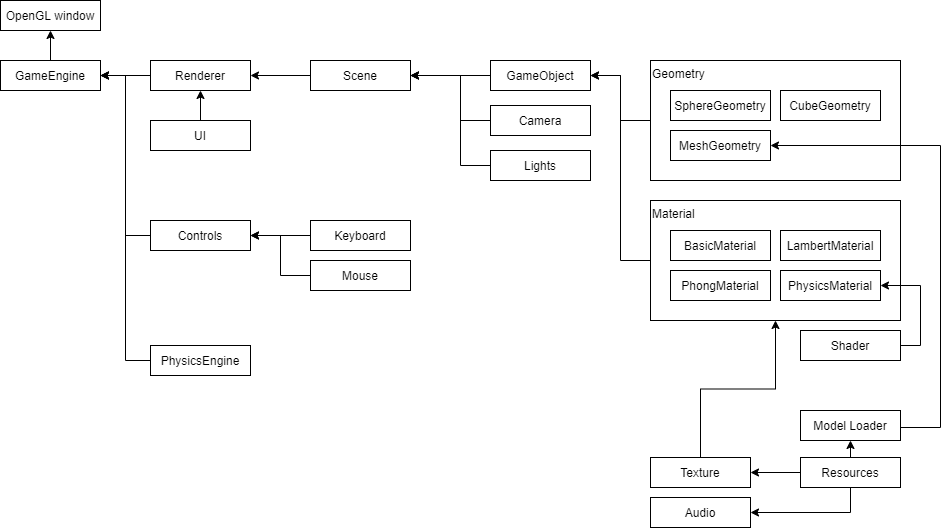 OpenGL window
GameEngine
Renderer
Scene
GameObject
Geometry
SphereGeometry
CubeGeometry
MeshGeometry
UI
Camera
Lights
Controls
Keyboard
Mouse
Material
BasicMaterial
LambertMaterial
PhongMaterial
PhysicsMaterial
Shader
PhysicsEngine
Model Loader
Texture
Resources
Audio